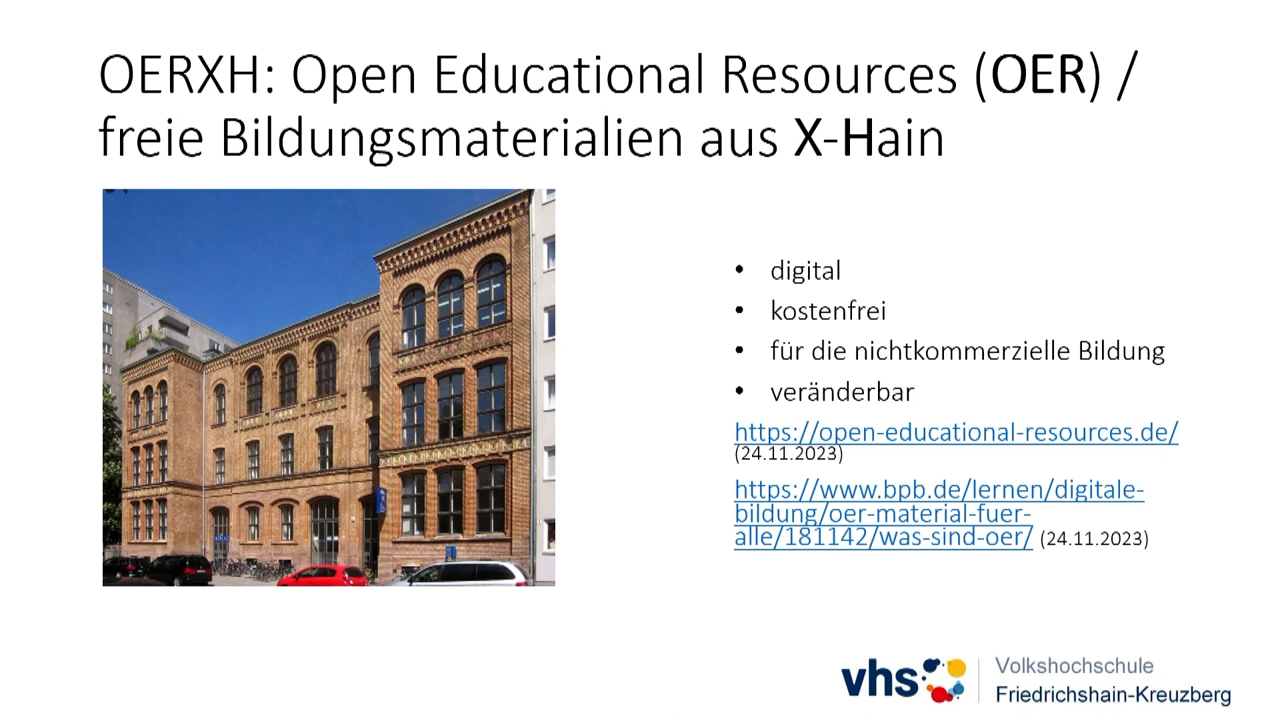 OERXH: Open Educational Resources (OER) /
freie Bildungsmaterialien aus X-Hain
• digital
• kostenfrei
• für die nichtkommerzielle Bildung
• veränderbar
https://open-educational-resources.de/
(24.11.2023)
https://www.bpb.de/lernen/digitale-
bildung/oer-material-fuer-
alle/181142/was-sind-oer/ (24.11.2023)
vhs
Volkshochschule
Friedrichshain-Kreuzberg